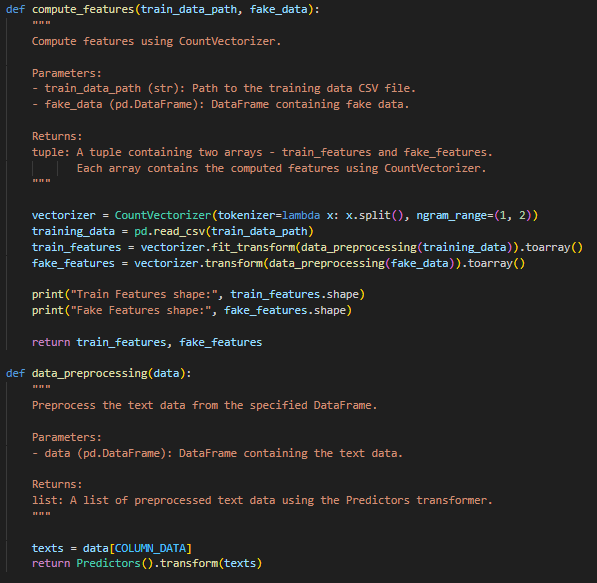 def compute_features(train_data_path, fake_data):
    """
    Compute features using CountVectorizer.

    Parameters:
    - train_data_path (str): Path to the training data CSV file.
    - fake_data (pd.DataFrame): DataFrame containing fake data.

    Returns:
    tuple: A tuple containing two arrays - train_features and fake_features.
           Each array contains the computed features using CountVectorizer.
    """

    vectorizer = CountVectorizer(tokenizer=lambda x: x.split(), ngram_range=(1, 2))
    training_data = pd.read_csv(train_data_path)
    train_features = vectorizer.fit_transform(data_preprocessing(training_data)).toarray()
    fake_features = vectorizer.transform(data_preprocessing(fake_data)).toarray()

    print("Train Features shape:", train_features.shape)
    print("Fake Features shape:", fake_features.shape)

    return train_features, fake_features

def data_preprocessing(data):
    """
    Preprocess the text data from the specified DataFrame.

    Parameters:
    - data (pd.DataFrame): DataFrame containing the text data.

    Returns:
    list: A list of preprocessed text data using the Predictors transformer.
    """

    texts = data[COLUMN_DATA]
    return Predictors().transform(texts)